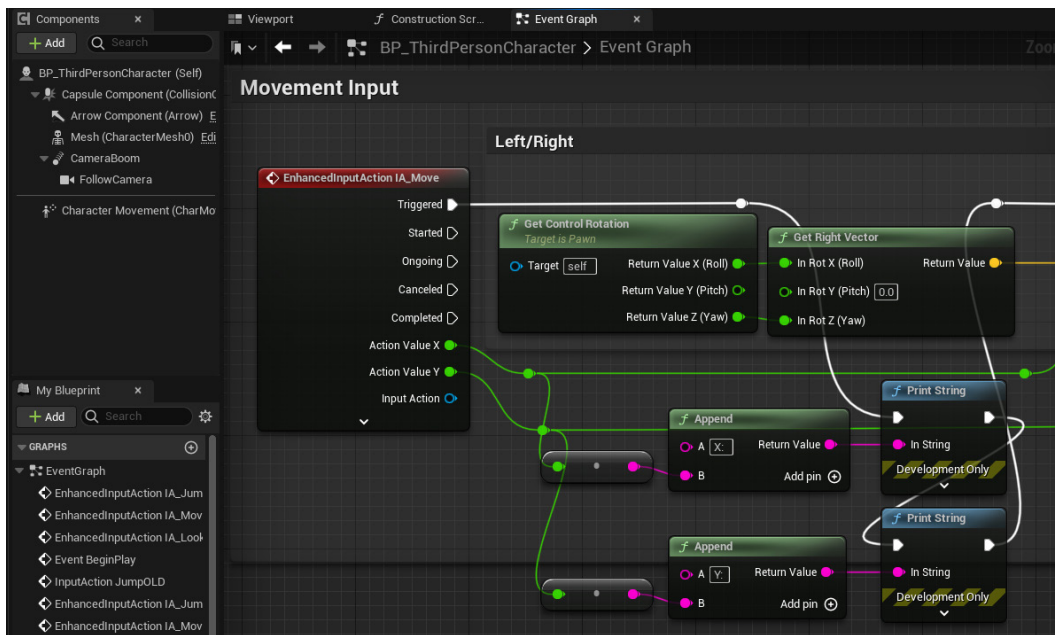 Components
Viewport
Construction Scr...
Event Graph
+ Add
Search
BP_ThirdPersonCharacter > Event Graph
Zoo
BP_ThirdPersonCharacter (Self)
Capsule Component (CollisionC
Arrow Component (Arrow) E
Mesh (CharacterMesh0) Edi
CameraBoom
FollowCamera
Character Movement (CharMo
Movement Input
Left/Right
EnhancedInputAction IA_Move
Triggered
Started
Ongoing
Canceled
Completed
Action Value X
Action Value Y
Input Action
Get Control Rotation
Target is Pawn
Target self
Return Value X (Roll)
Return Value Y (Pitch)
Return Value Z (Yaw)
Get Right Vector
In Rot X (Roll)
Return Value
In Rot Y (Pitch) 0.0
In Rot Z (Yaw)
My Blueprint
+ Add
Search
GRAPHS
EventGraph
EnhancedInputAction IA_Jum
EnhancedInputAction IA_Mov
EnhancedInputAction IA_Look
Event BeginPlay
InputAction JumpOLD
EnhancedInputAction IA_Jum
EnhancedInputAction IA_Mov
Append
A X:
Return Value
B
Add pin
Print String
In String
Development Only
Append
A Y:
Return Value
B
Add pin
Print String
In String
Development Only